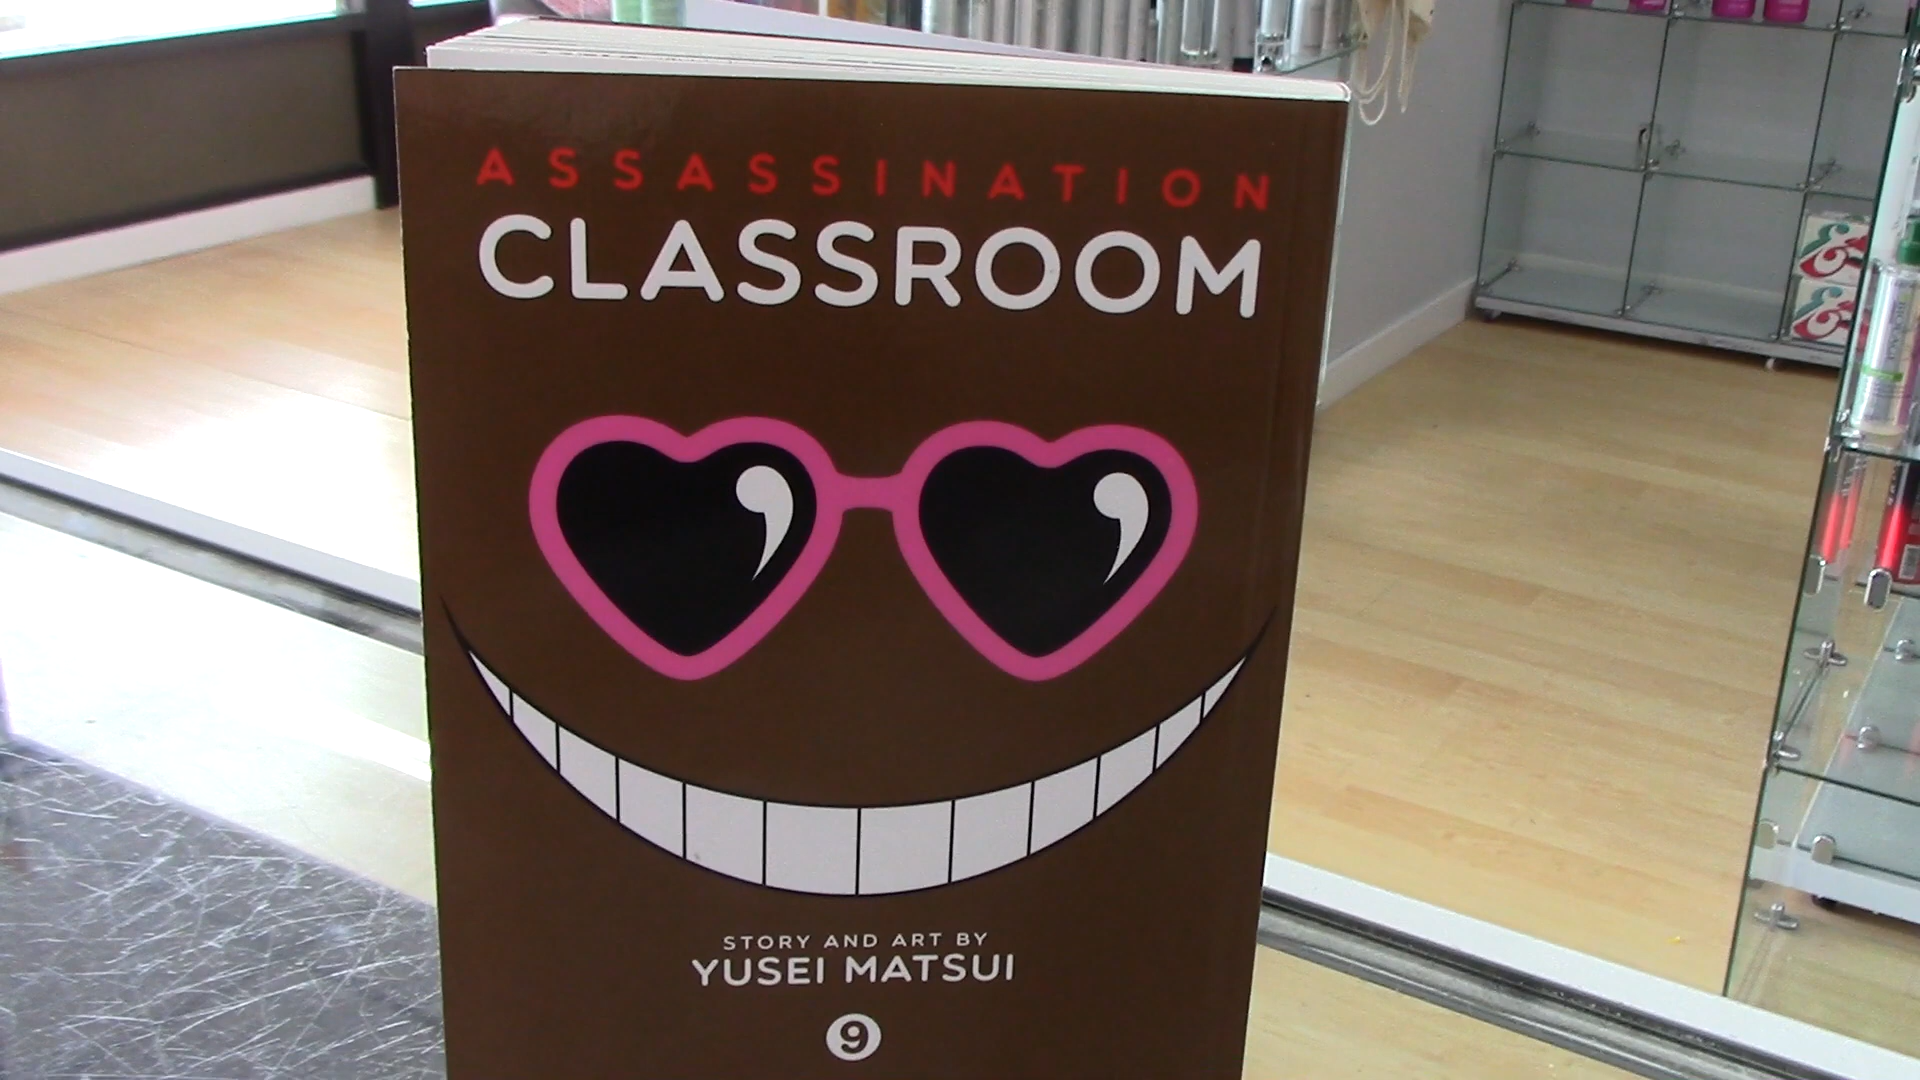 ASSASSINATION
CLASSROOM
STORY AND ART BY
YUSEI MATSUI
9